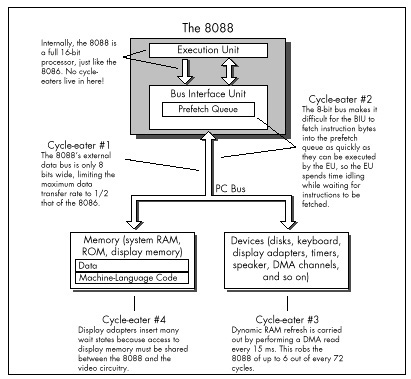 The 8088
Internally, the 8088 is
a full 16-bit
processor, just like the
8086. No cycle-
eaters live in here!
Execution Unit
Bus Interface Unit
Prefetch Queue
Cycle-eater #2
The 8-bit bus makes it
difficult for the BIU to
fetch instruction bytes
into the prefetch
queue as quickly as
they can be executed
by the EU, so the EU
spends time idling
while waiting for
instructions to be
fetched.
Cycle-eater #1
The 8088's external
data bus is only 8
bits wide, limiting the
maximum data
transfer rate to 1/2
that of the 8086.
PC Bus
Memory (system RAM,
ROM, display memory)
Data
Machine-Language Code
Devices (disks, keyboard,
display adapters, timers,
speaker, DMA channels,
and so on)
Cycle-eater #4
Display adapters insert many
wait states because access to
display memory must be shared
between the 8088 and the
video circuitry.
Cycle-eater #3
Dynamic RAM refresh is carried
out by performing a DMA read
every 15 ms. This robs the
8088 of up to 6 out of every 72
cycles.